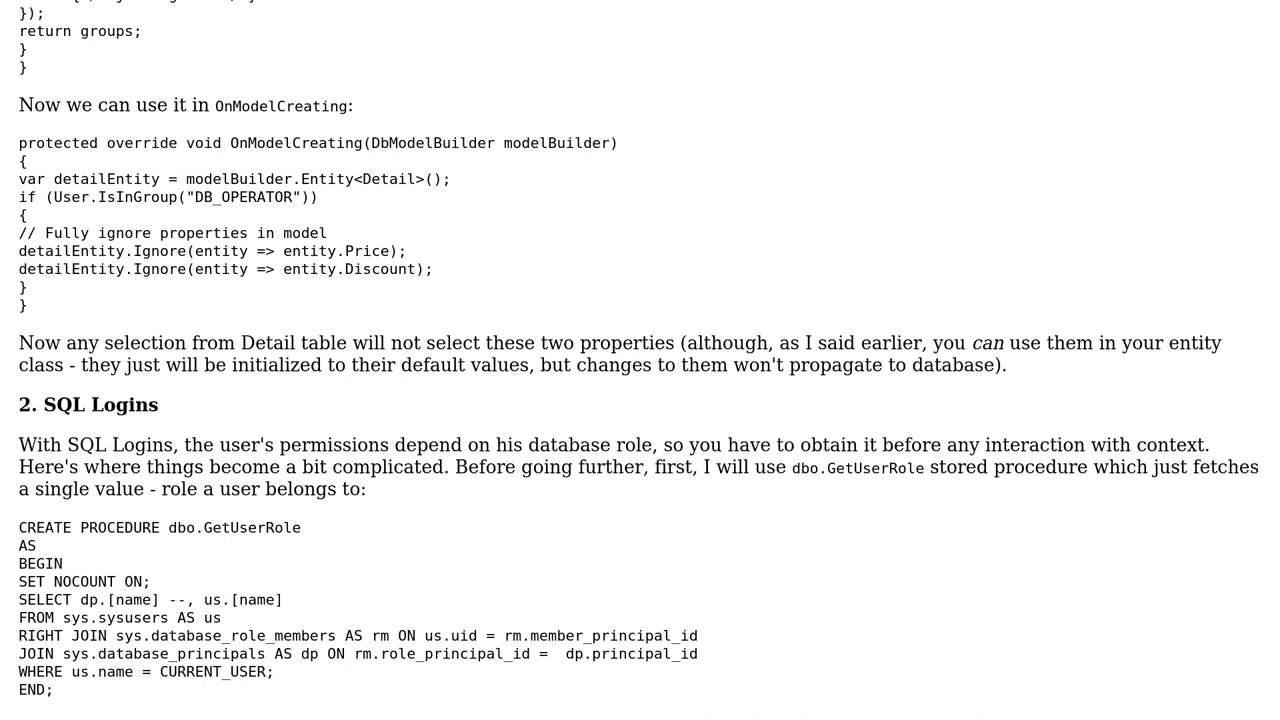 });
return groups;
}
}
Now we can use it in OnModelCreating:
protected override void OnModelCreating(DbModelBuilder modelBuilder)
{
var detailEntity = modelBuilder.Entity<Detail>();
if (User.IsInGroup("DB_OPERATOR"))
{
// Fully ignore properties in model
detailEntity.Ignore(entity => entity.Price);
detailEntity.Ignore(entity => entity.Discount);
}
}
Now any selection from Detail table will not select these two properties (although, as I said earlier, you can use them in your entity
class - they just will be initialized to their default values, but changes to them won't propagate to database).
2. SQL Logins
With SQL Logins, the user's permissions depend on his database role, so you have to obtain it before any interaction with context.
Here's where things become a bit complicated. Before going further, first, I will use dbo.GetUserRole stored procedure which just fetches
a single value - role a user belongs to:
CREATE PROCEDURE dbo.GetUserRole
AS
BEGIN
SET NOCOUNT ON;
SELECT dp.[name] --, us.[name]
FROM sys.sysusers AS us
RIGHT JOIN sys.database_role_members AS rm ON us.uid = rm.member_principal_id
JOIN sys.database_principals AS dp ON rm.role_principal_id =  dp.principal_id
WHERE us.name = CURRENT_USER;
END;